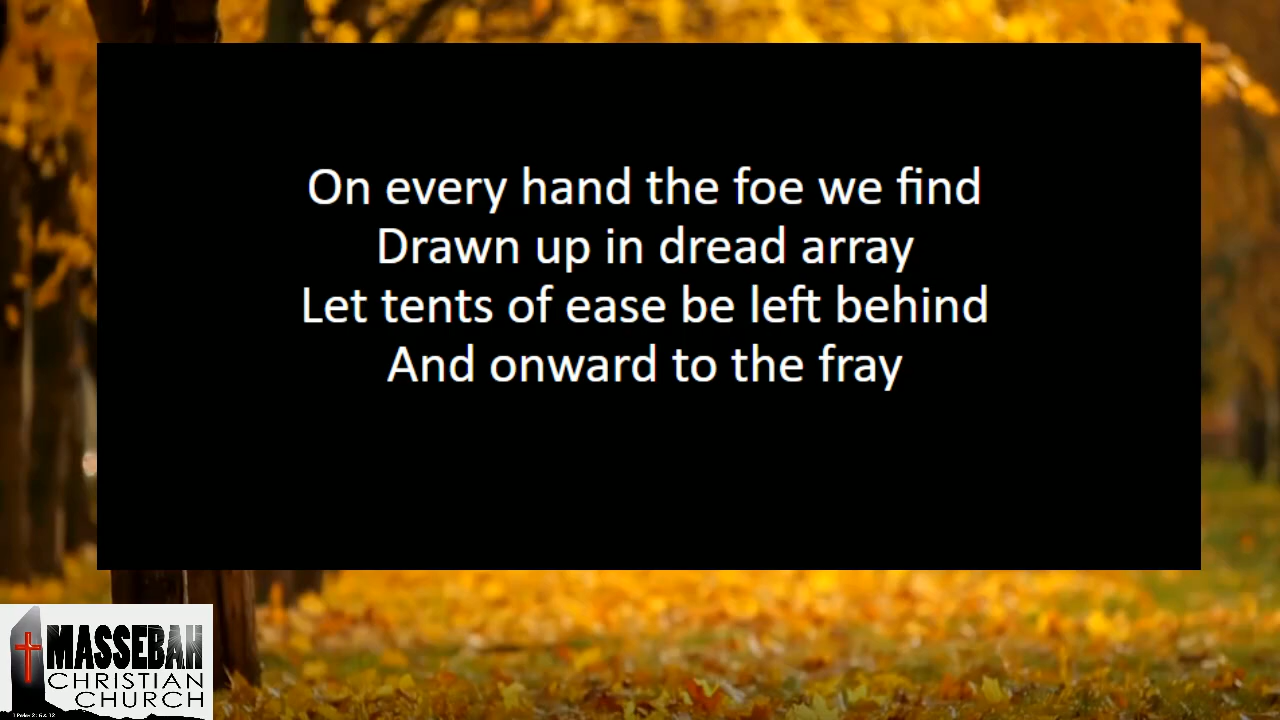 On every hand the foe we find
Drawn up in dread array
Let tents of ease be left behind
And onward to the fray
MASSEBAH
CHRISTIAN
CHURCH